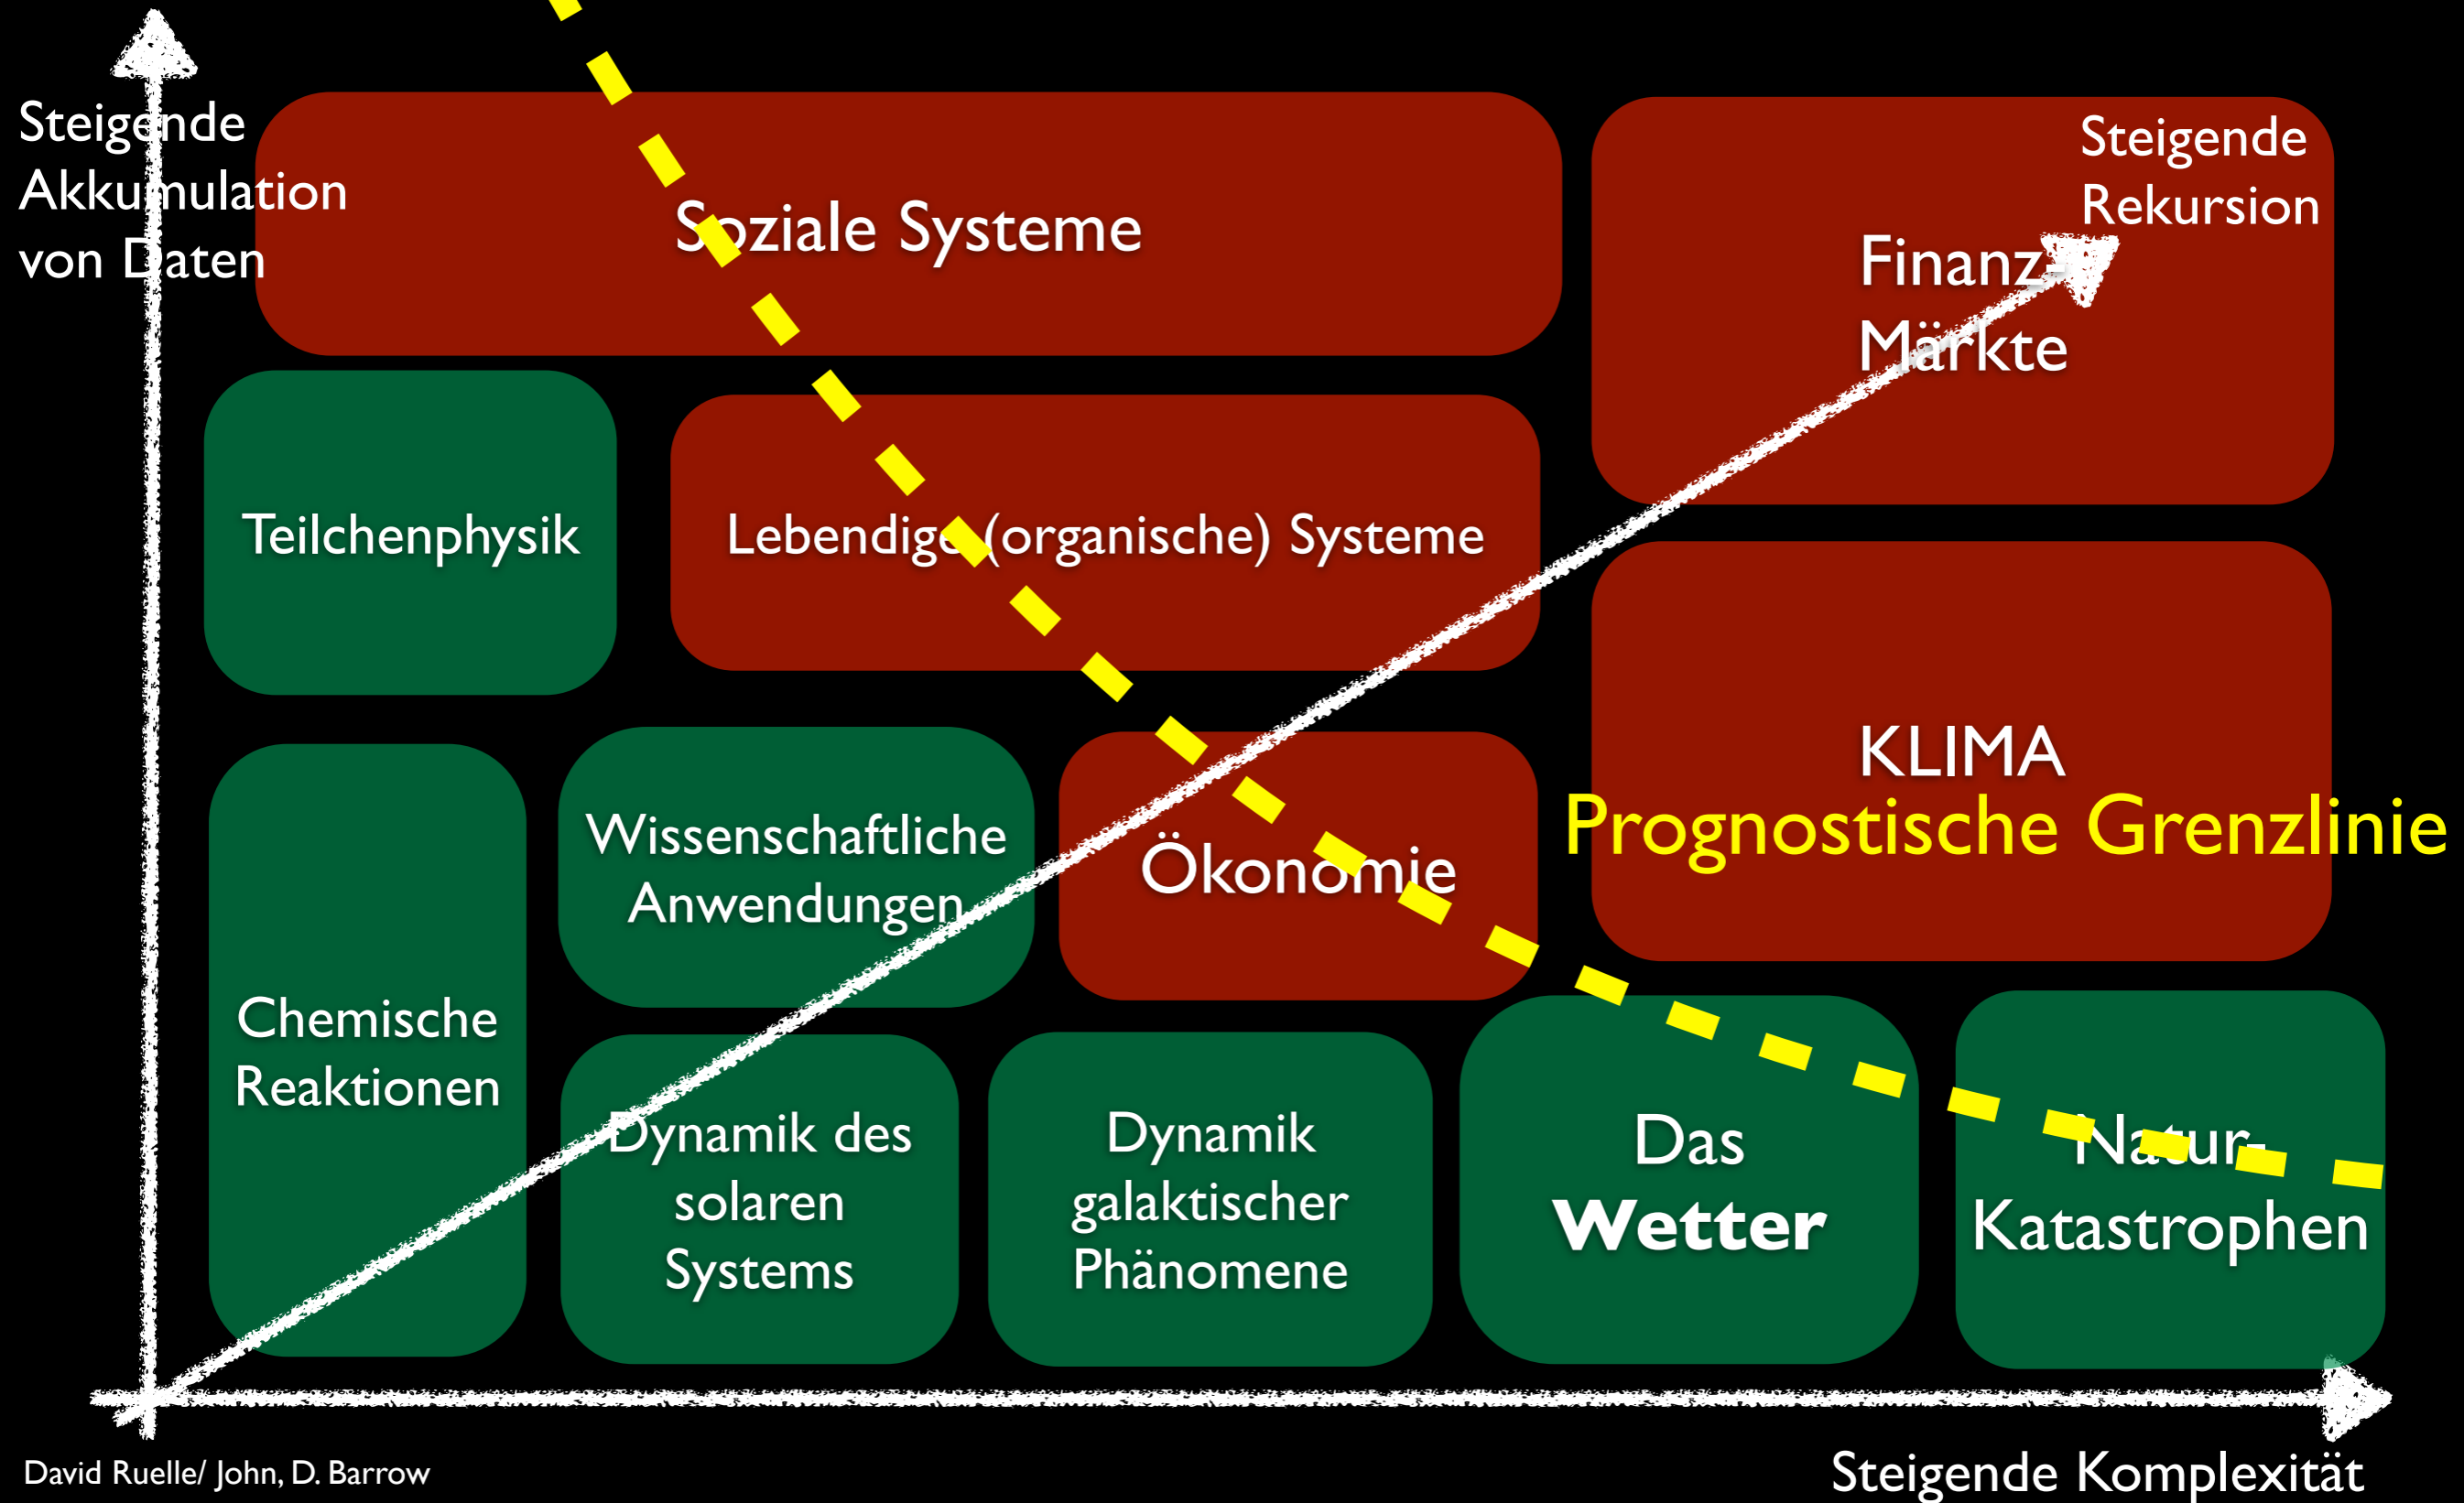 Steigende
Akkumulation
von Daten
Soziale Systeme
Steigende
Rekursion
Finanz-
Märkte
Teilchenphysik
Lebendige (organische) Systeme
KLIMA
Prognostische Grenzlinie
Wissenschaftliche
Anwendungen
Ökonomie
Chemische
Reaktionen
Dynamik des
solaren
Systems
Dynamik
galaktischer
Phänomene
Das
Wetter
Natur-
Katastrophen
David Ruelle/ John, D. Barrow
Steigende Komplexität